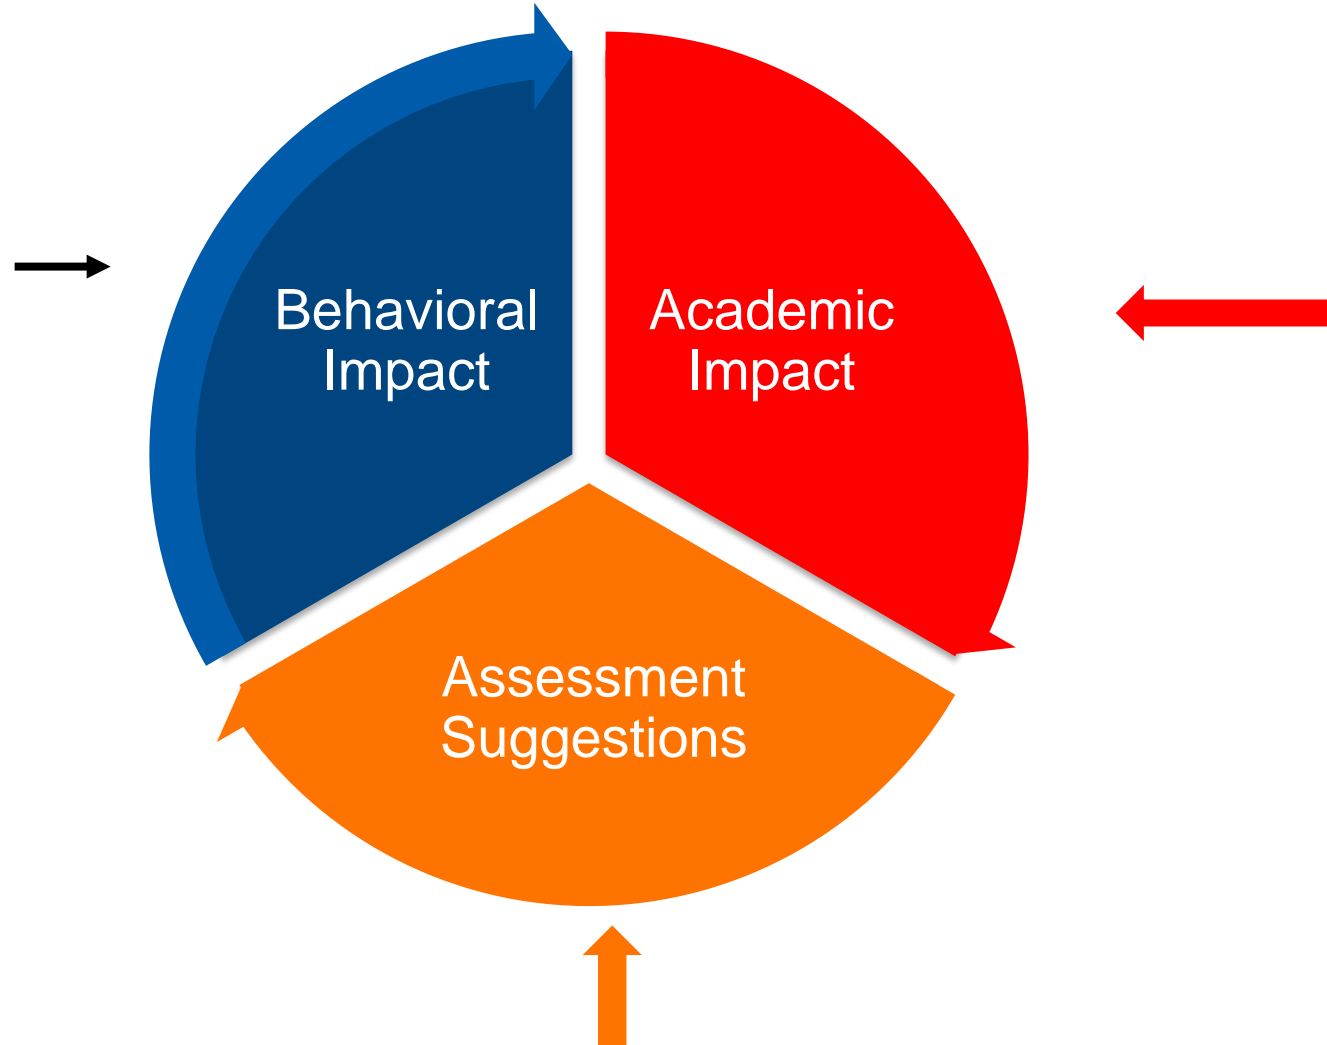 Behavioral
Impact
Academic
Impact
Assessment
Suggestions